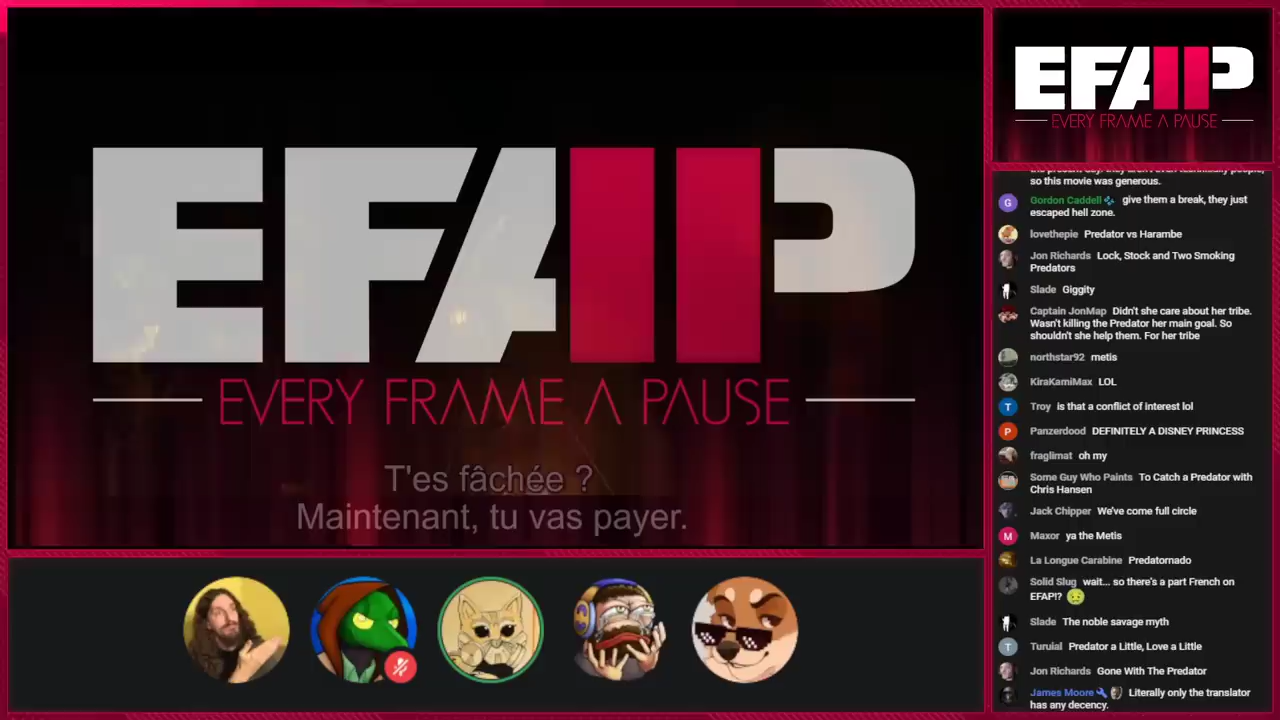 EFAP
EVERY FRAME A PAUSE
T'es fâchée ?
Maintenant, tu vas payer.
EFAP
EVERY FRAME A PAUSE
so this movie was generous.
G
Gordon Caddell give them a break, they just
escaped hell zone.
lovethepie Predator vs Harambe
Jon Richards Lock, Stock and Two Smoking
Predators
Slade Giggity
Captain JonMap Didn't she care about her tribe.
Wasn't killing the Predator her main goal. So
shouldn't she help them. For her tribe
northstar92 metis
KiraKamiMax LOL
T
Troy is that a conflict of interest lol
P
Panzerdood DEFINITELY A DISNEY PRINCESS
fraglimat oh my
Some Guy Who Paints To Catch a Predator with
Chris Hansen
Jack Chipper We've come full circle
M
Maxor ya the Metis
La Longue Carabine Predatornado
Solid Slug wait... so there's a part French on
EFAP!?
Slade The noble savage myth
T
Turuial Predator a Little, Love a Little
Jon Richards Gone With The Predator
James Moore Literally only the translator
has any decency.